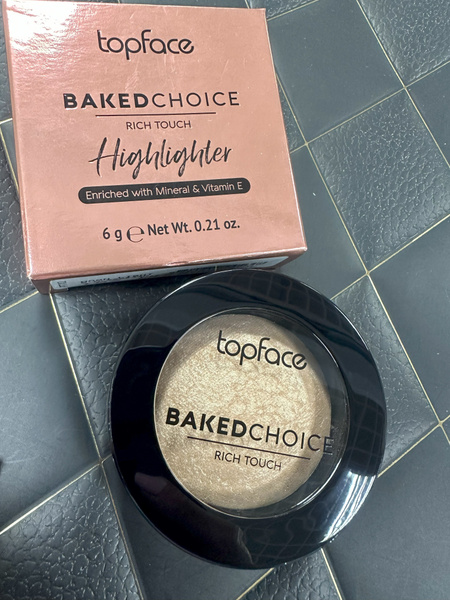 topface
BAKEDCHOICE
RICH TOUCH
Highlighter
Enriched with Mineral & Vitamin E
6 g ℮ Net Wt. 0.21 oz.
topface
BAKEDCHOICE
RICH TOUCH